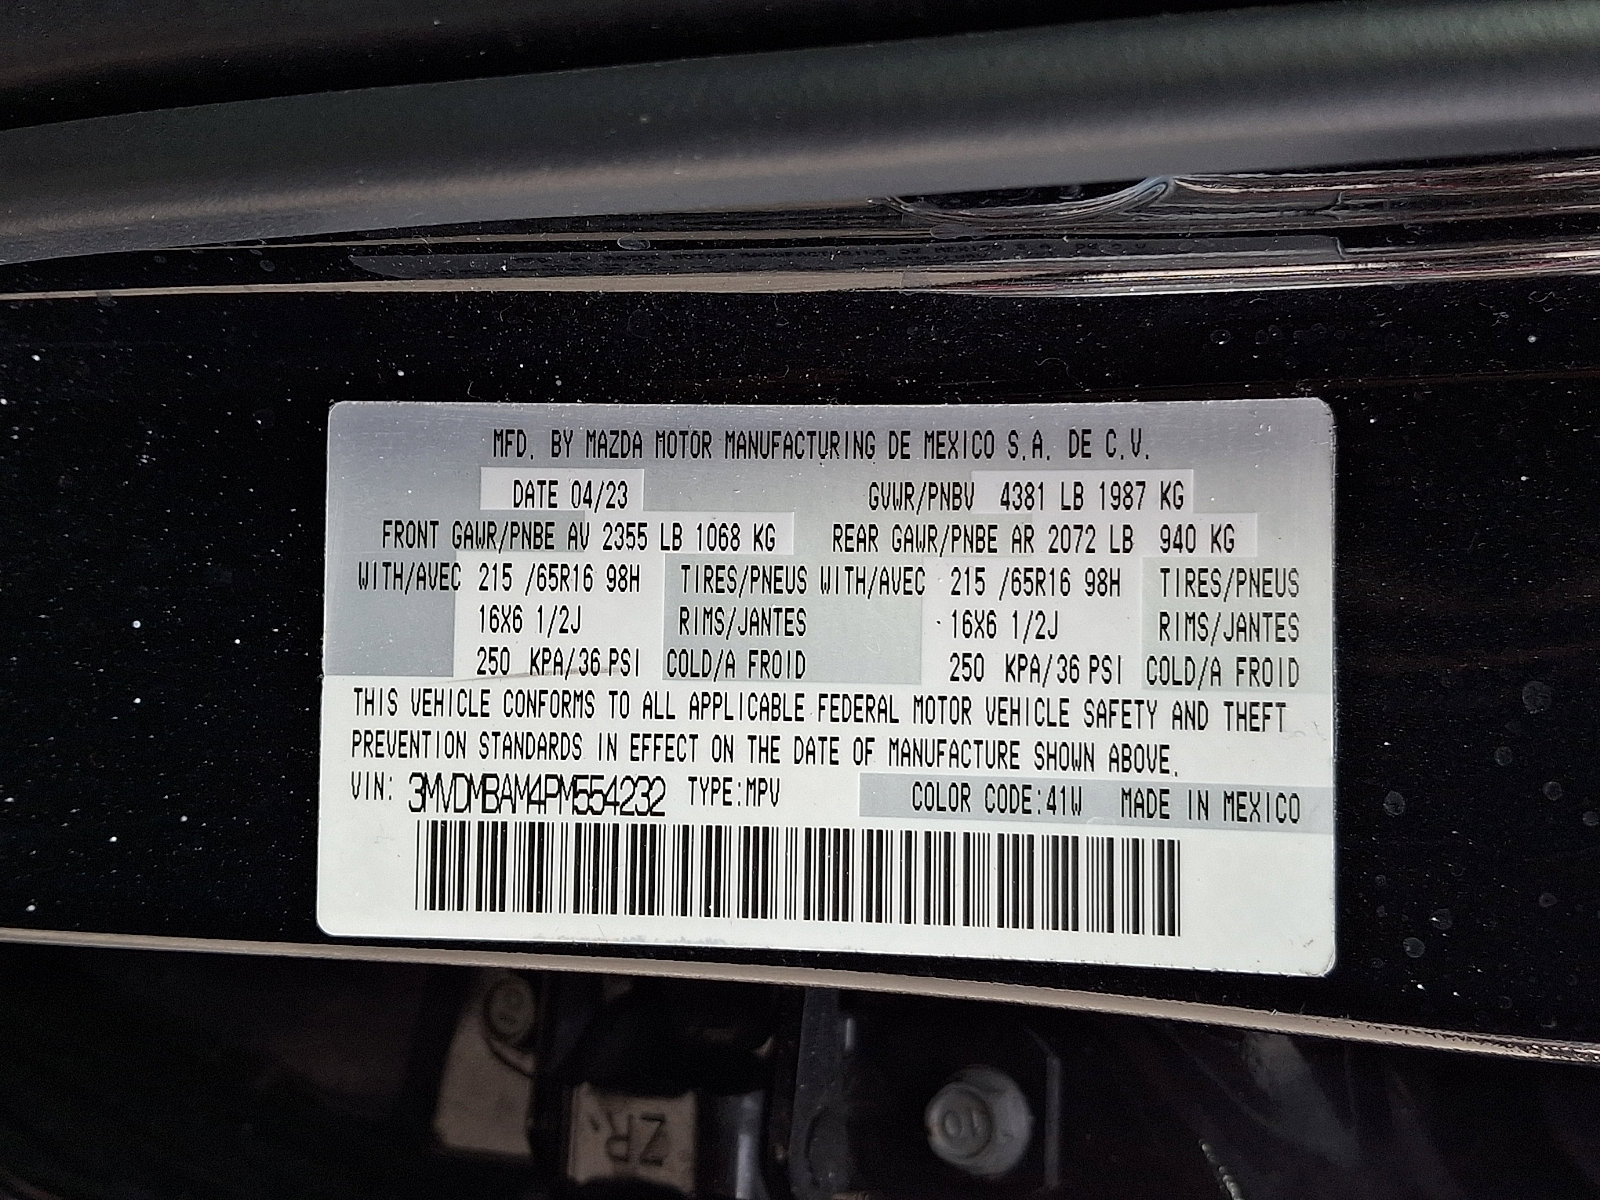 MFD. BY MAZDA MOTOR MANUFACTURING DE MEXICO S.A. DE C.V.
DATE 04/23 GVWR/PNBV 4381 LB 1987 KG
FRONT GAWR/PNBE AV 2355 LB 1068 KG REAR GAWR/PNBE AR 2072 LB 940 KG
WITH/AVEC 215 /65R16 98H TIRES/PNEUS WITH/AVEC 215 /65R16 98H TIRES/PNEUS
16X6 1/2J RIMS/JANTES 16X6 1/2J RIMS/JANTES
250 KPA/36 PSI COLD/A FROID 250 KPA/36 PSI COLD/A FROID
THIS VEHICLE CONFORMS TO ALL APPLICABLE FEDERAL MOTOR VEHICLE SAFETY AND THEFT
PREVENTION STANDARDS IN EFFECT ON THE DATE OF MANUFACTURE SHOWN ABOVE.
VIN: 3MVDMBAM4PM554232 TYPE:MPV COLOR CODE:41W MADE IN MEXICO
ZR
10